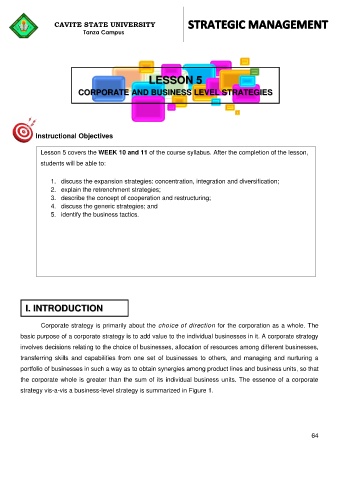 CAVITE STATE UNIVERSITY
Tanza Campus
STRATEGIC MANAGEMENT
LESSON 5
CORPORATE AND BUSINESS LEVEL STRATEGIES
Instructional Objectives
Lesson 5 covers the WEEK 10 and 11 of the course syllabus. After the completion of the lesson,
students will be able to:
1. discuss the expansion strategies: concentration, integration and diversification;
2. explain the retrenchment strategies;
3. describe the concept of cooperation and restructuring;
4. discuss the generic strategies; and
5. identify the business tactics.
I. INTRODUCTION
Corporate strategy is primarily about the choice of direction for the corporation as a whole. The
basic purpose of a corporate strategy is to add value to the individual businesses in it. A corporate strategy
involves decisions relating to the choice of businesses, allocation of resources among different businesses,
transferring skills and capabilities from one set of businesses to others, and managing and nurturing a
portfolio of businesses in such a way as to obtain synergies among product lines and business units, so that
the corporate whole is greater than the sum of its individual business units. The essence of a corporate
strategy vis-a-vis a business-level strategy is summarized in Figure 1.
64